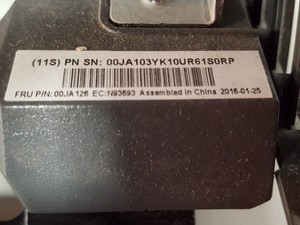 (11S) PN SN: 00JA103YK10UR61S0RP
FRU P/N: 00JA126 EC:N93693 Assembled in China 2016-01-25